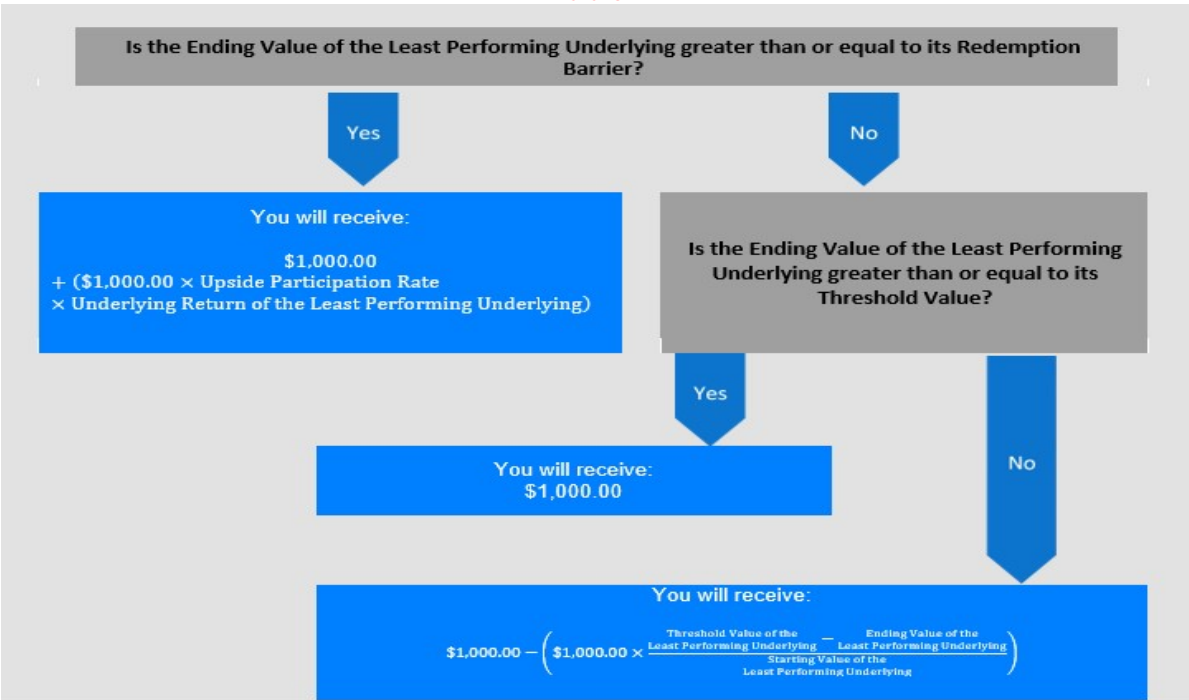 Is the Ending Value of the Least Performing Underlying greater than or equal to its Redemption
Barrier?
Yes
No
You will receive:
$1,000.00
+ ($1,000.00 × Upside Participation Rate
× Underlying Return of the Least Performing Underlying)
Is the Ending Value of the Least Performing
Underlying greater than or equal to its
Threshold Value?
Yes
No
You will receive:
$1,000.00
You will receive:
$1,000.00 − ($1,000.00 × 
Threshold Value of the
Least Performing Underlying
−
Ending Value of the
Least Performing Underlying
Starting Value of the
Least Performing Underlying
)